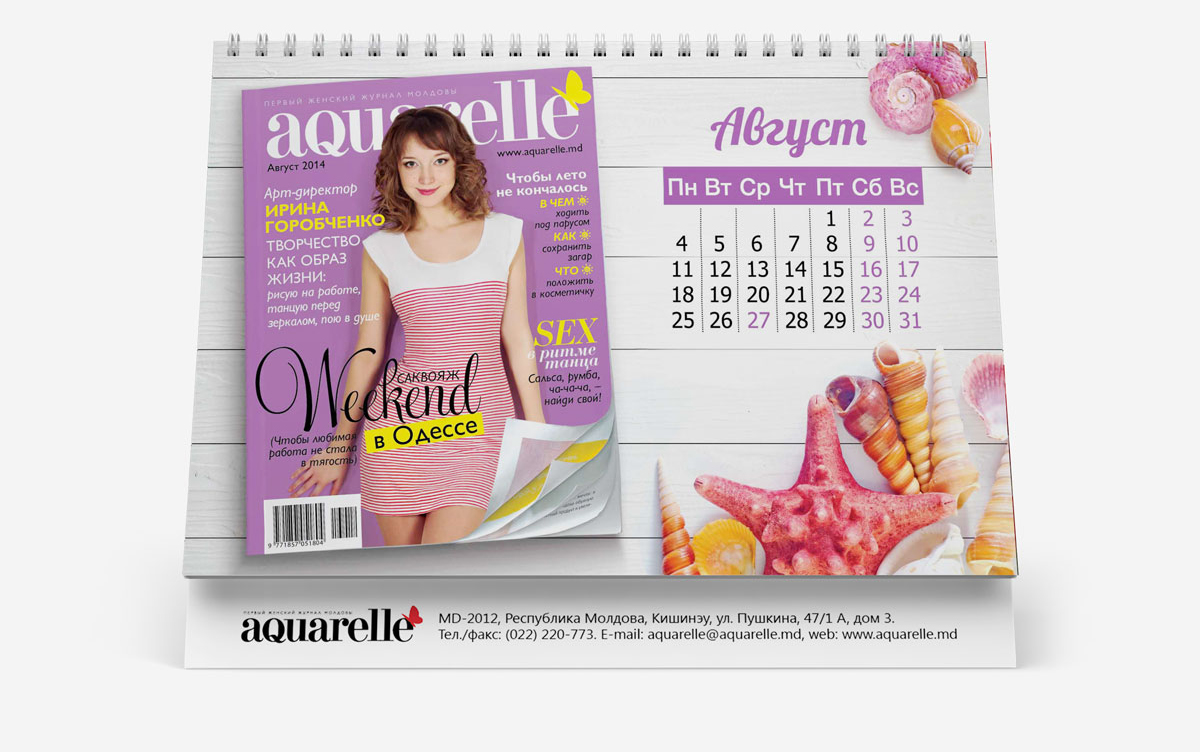 ПЕРВЫЙ ЖЕНСКИЙ ЖУРНАЛ МОЛДОВЫ
aquarelle
Август 2014
www.aquarelle.md
Арт-директор
ИРИНА
ГОРОБЧЕНКО
ТВОРЧЕСТВО
КАК ОБРАЗ
ЖИЗНИ:
рисую на работе,
танцую перед
зеркалом, пою в душе
Чтобы лето
не кончалось
В ЧЕМ
ходить
под парусом
КАК
сохранить
загар
ЧТО
положить
в косметичку
SEX
в ритме
танца
Сальса, румба,
ча-ча-ча, –
найди свой!
САКВОЯЖ
Weekend
в Одессе
(Чтобы любимая
работа не стала
в тягость)
9 771857 051804
Август
Пн Вт Ср Чт Пт Сб Вс
1 2 3
4 5 6 7 8 9 10
11 12 13 14 15 16 17
18 19 20 21 22 23 24
25 26 27 28 29 30 31
ПЕРВЫЙ ЖЕНСКИЙ ЖУРНАЛ МОЛДОВЫ
aquarelle
MD-2012, Республика Молдова, Кишинэу, ул. Пушкина, 47/1 А, дом 3.
Тел./факс: (022) 220-773. E-mail: aquarelle@aquarelle.md, web: www.aquarelle.md